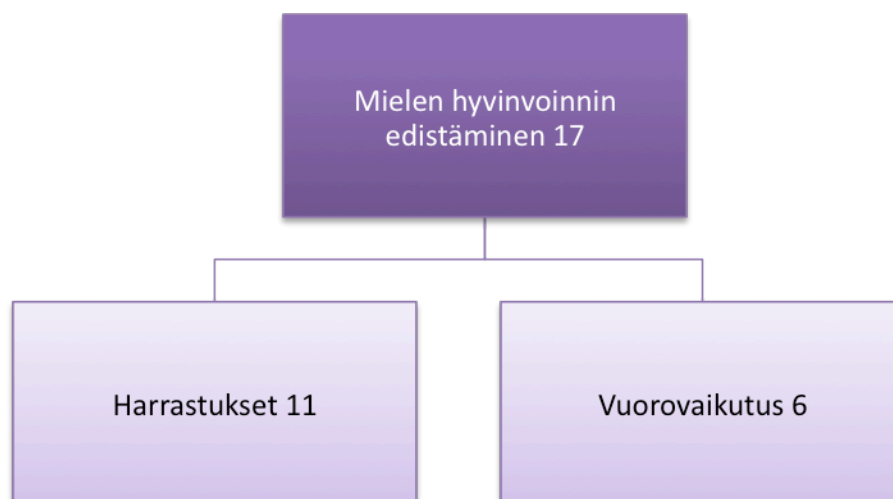 Mielen hyvinvoinnin
edistäminen 17
Harrastukset 11
Vuorovaikutus 6